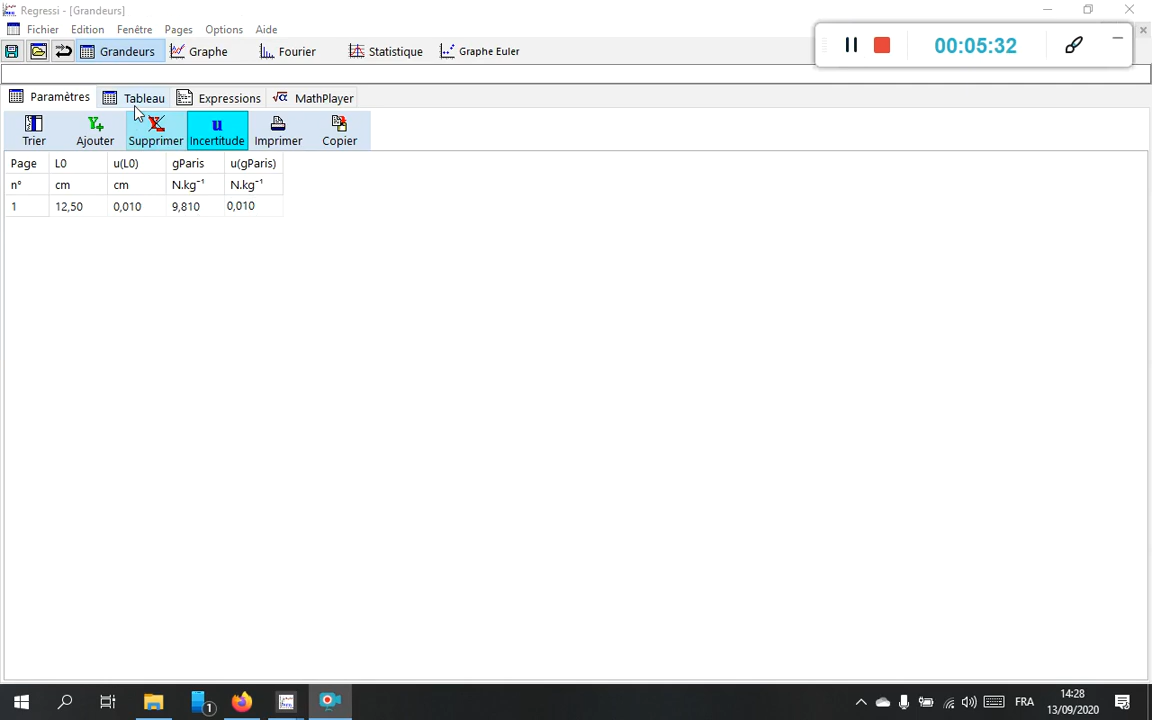 Regressi - [Grandeurs]
Fichier Edition Fenêtre Pages Options Aide
Grandeurs Graphe Fourier Statistique Graphe Euler
00:05:32
Paramètres Tableau Expressions MathPlayer
Trier Ajouter Supprimer u Incertitude Imprimer Copier
Page L0 u(L0) gParis u(gParis)
n° cm cm N.kg⁻¹ N.kg⁻¹
1 12,50 0,010 9,810 0,010
1 FRA 14:28
13/09/2020